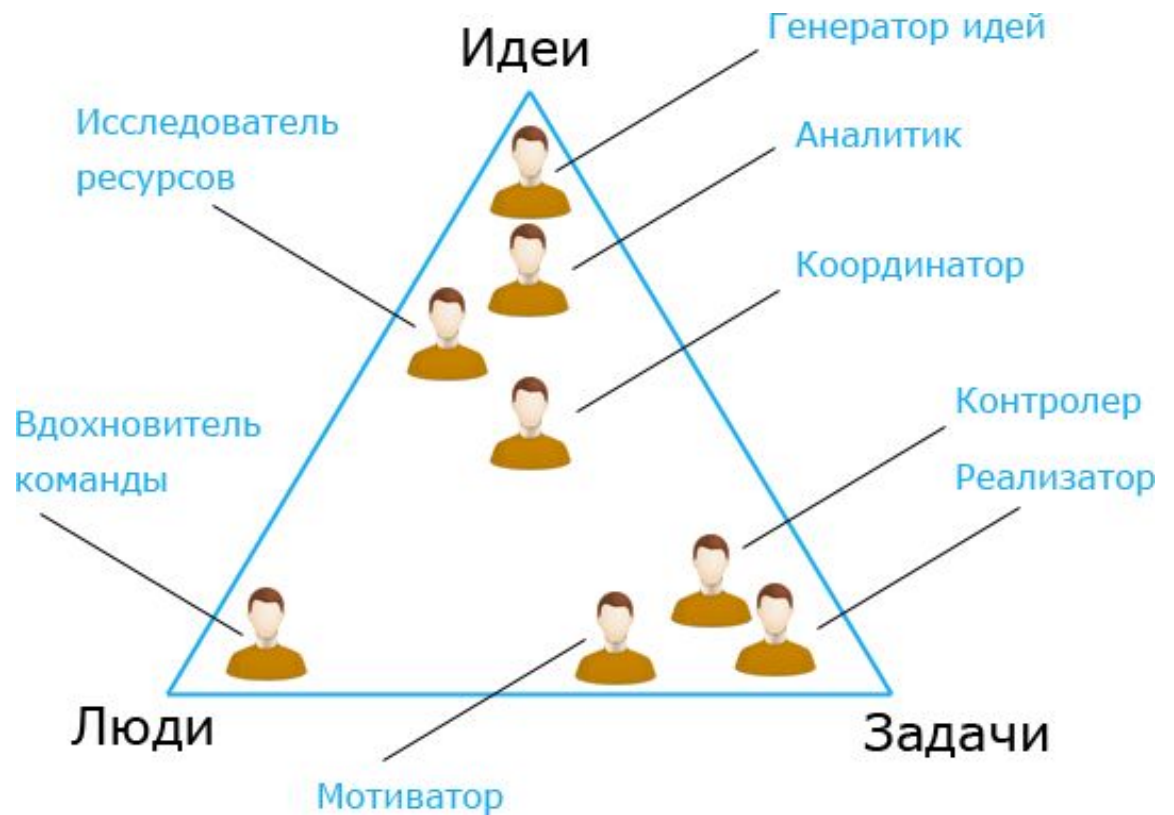 Генератор идей
Идеи
Исследователь
ресурсов
Аналитик
Координатор
Вдохновитель
команды
Контролер
Реализатор
Люди
Задачи
Мотиватор